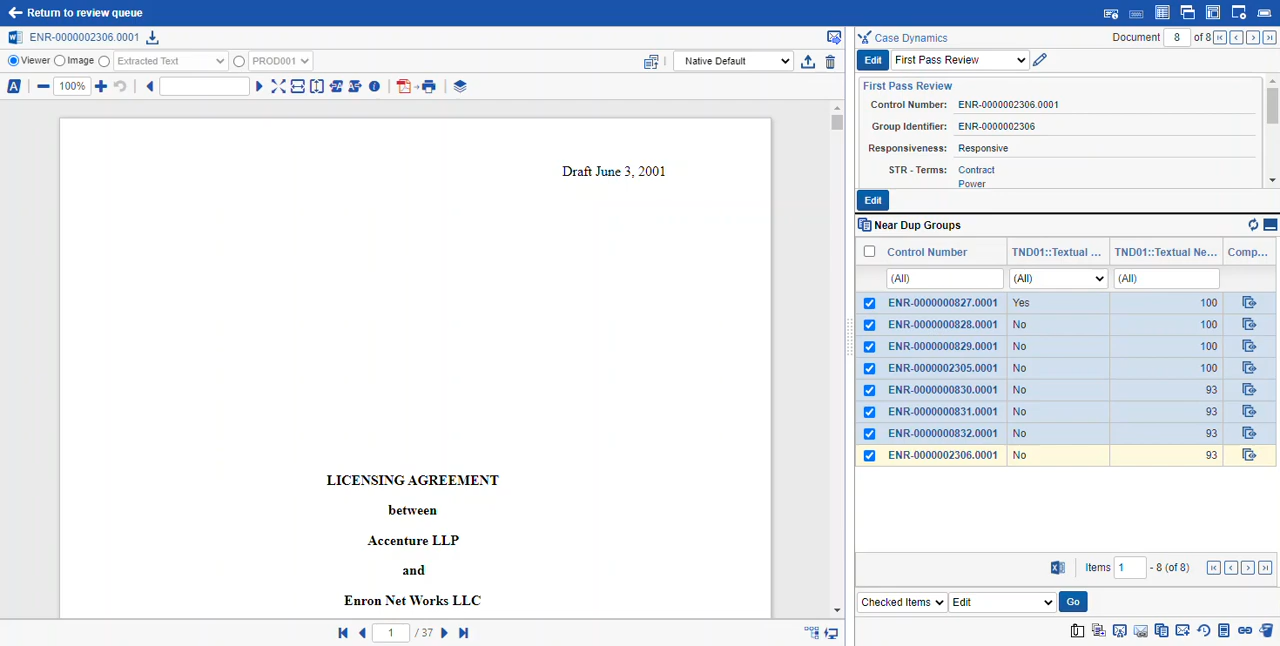 Return to review queue
ENR-0000002306.0001
Viewer Image Extracted Text PROD001 Native Default
100%
Draft June 3, 2001
LICENSING AGREEMENT
between
Accenture LLP
and
Enron Net Works LLC
1 / 37
Case Dynamics Document 8 of 8
Edit First Pass Review
First Pass Review
Control Number: ENR-0000002306.0001
Group Identifier: ENR-0000002306
Responsiveness: Responsive
STR - Terms: Contract
Power
Edit
Near Dup Groups
Control Number TND01::Textual ... TND01::Textual Ne... Comp...
(All) (All) (All)
ENR-0000000827.0001 Yes 100
ENR-0000000828.0001 No 100
ENR-0000000829.0001 No 100
ENR-0000002305.0001 No 100
ENR-0000000830.0001 No 93
ENR-0000000831.0001 No 93
ENR-0000000832.0001 No 93
ENR-0000002306.0001 No 93
Items 1 - 8 (of 8)
Checked Items Edit Go